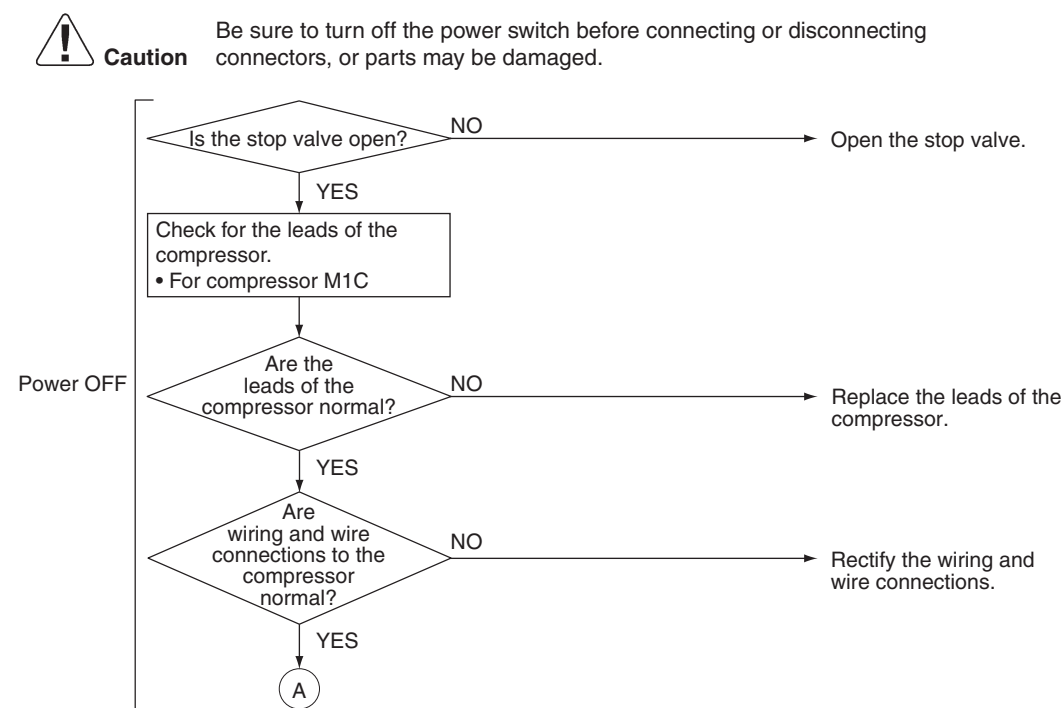 Be sure to turn off the power switch before connecting or disconnecting
Caution connectors, or parts may be damaged.
Is the stop valve open?
NO
Open the stop valve.
YES
Check for the leads of the
compressor.
• For compressor M1C
Power OFF
Are the
leads of the
compressor normal?
NO
Replace the leads of the
compressor.
YES
Are
wiring and wire
connections to the
compressor
normal?
NO
Rectify the wiring and
wire connections.
YES
A